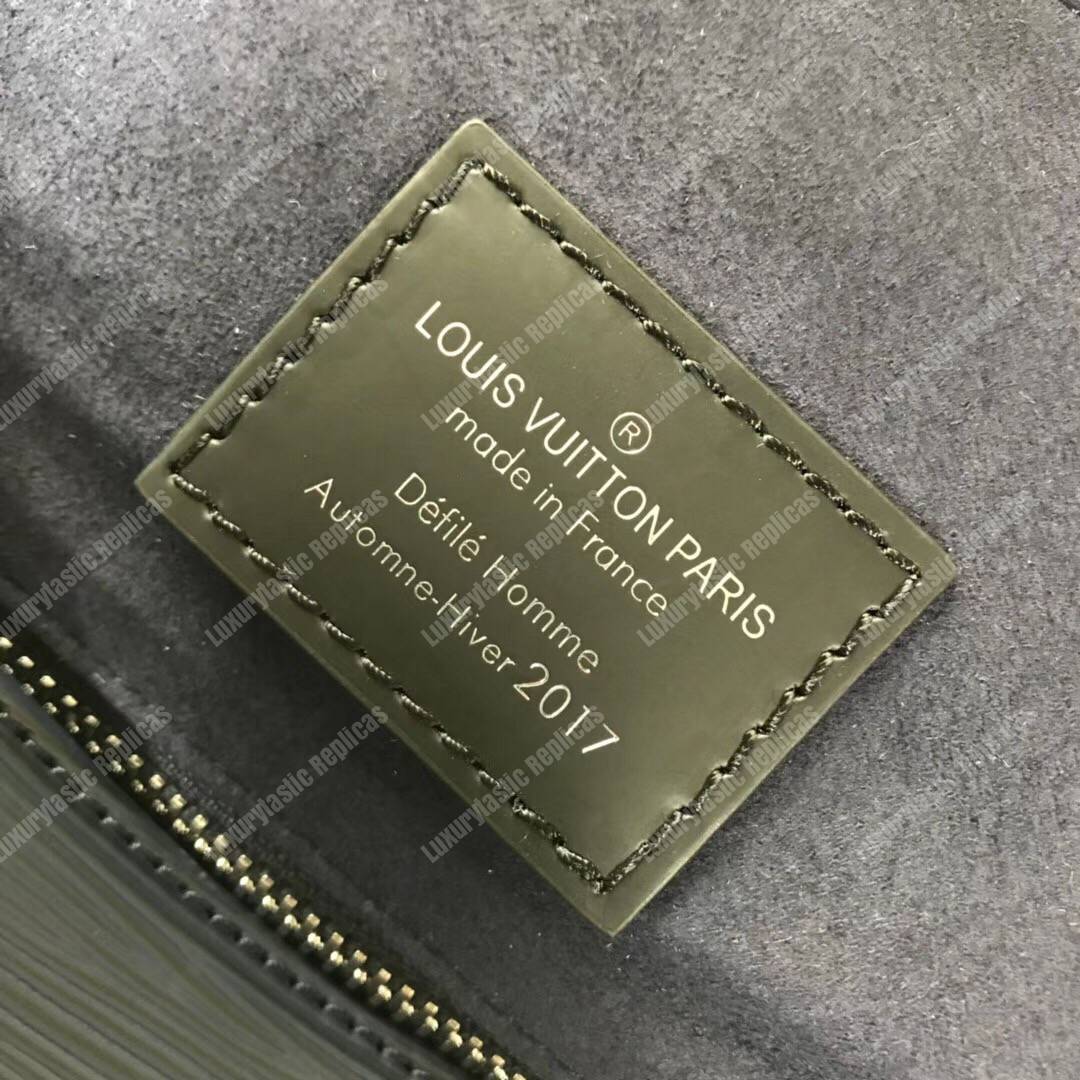 LOUIS VUITTON PARIS
®
made in France
Défilé Homme
Automne-Hiver 2017
Luxurylastic Replicas